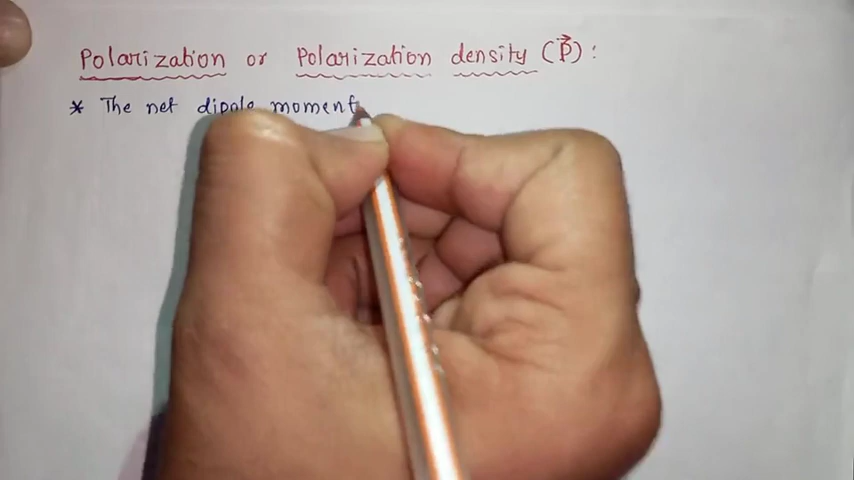 Polarization or Polarization density (P⃗) :
* The net dipole moment